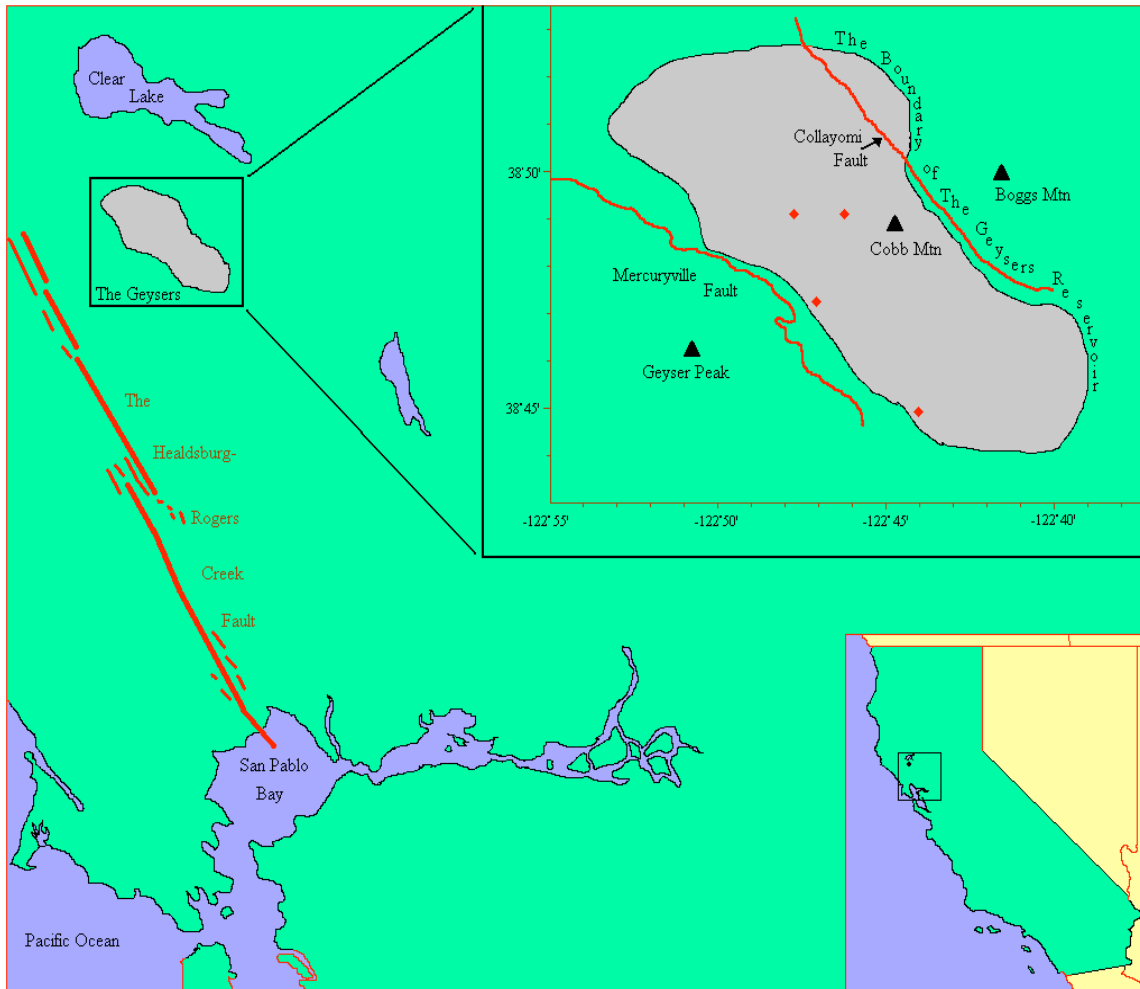 Clear
Lake
The Geysers
The
Healdsburg-
Rogers
Creek
Fault
San Pablo
Bay
Pacific Ocean
The Boundary of The Geysers Reservoir
Collayomi
Fault
Boggs Mtn
Cobb Mtn
Mercuryville
Fault
Geyser Peak
38°50'
38°45'
-122°55'
-122°50'
-122°45'
-122°40'